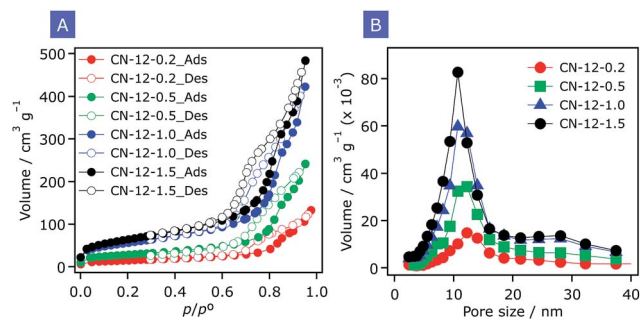 A
Volume / cm³ g⁻¹
500
400
300
200
100
0
CN-12-0.2_Ads
CN-12-0.2_Des
CN-12-0.5_Ads
CN-12-0.5_Des
CN-12-1.0_Ads
CN-12-1.0_Des
CN-12-1.5_Ads
CN-12-1.5_Des
0.0 0.2 0.4 0.6 0.8 1.0
p/p⁰
B
Volume / cm³ g⁻¹ (x 10⁻³)
80
60
40
20
0
CN-12-0.2
CN-12-0.5
CN-12-1.0
CN-12-1.5
0 10 20 30 40
Pore size / nm